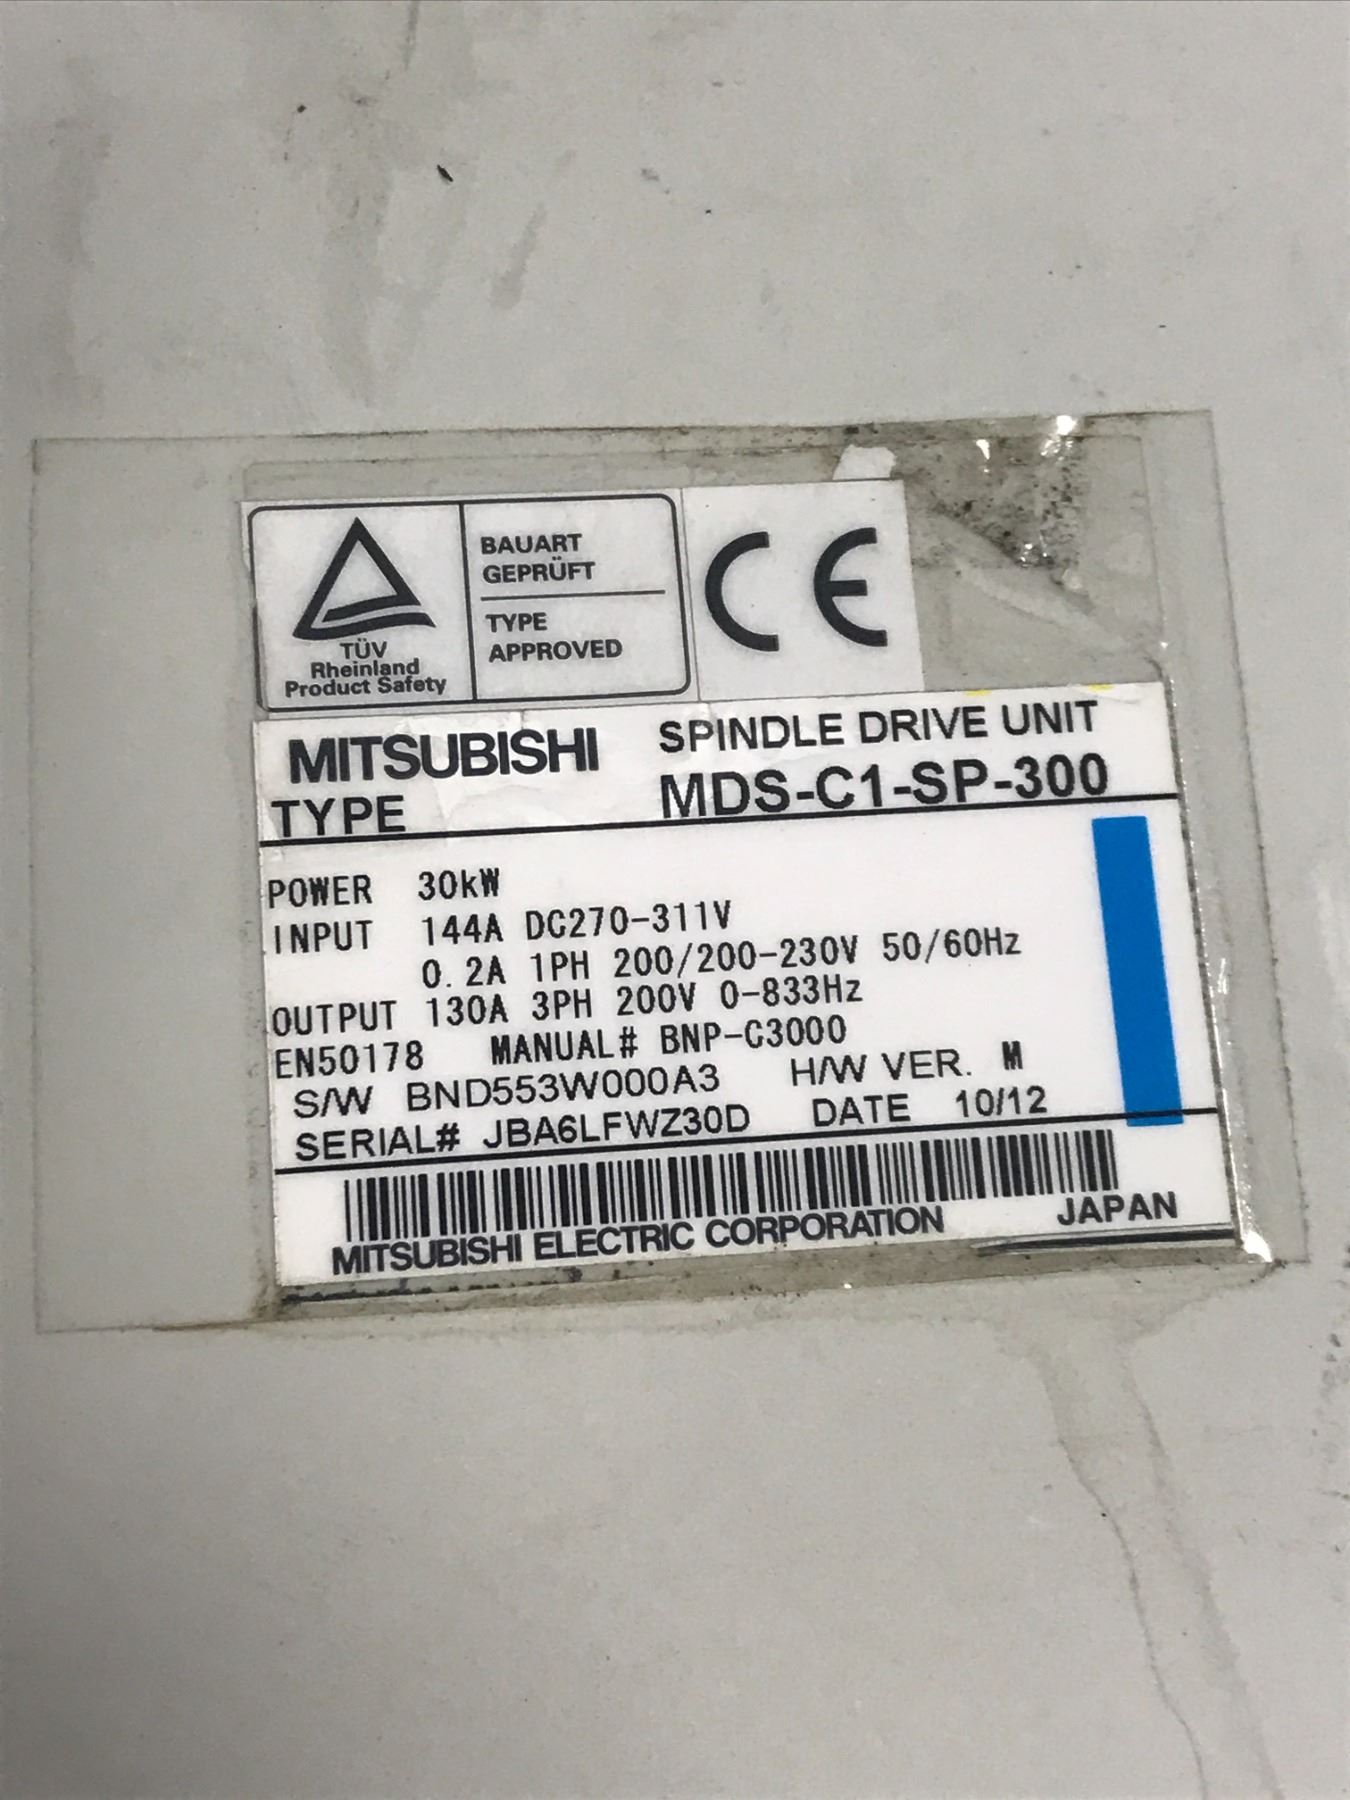 TÜV
Rheinland
Product Safety
BAUART
GEPRÜFT
TYPE
APPROVED
CE
MITSUBISHI SPINDLE DRIVE UNIT
TYPE MDS-C1-SP-300
POWER 30kW
INPUT 144A DC270-311V
0.2A 1PH 200/200-230V 50/60Hz
OUTPUT 130A 3PH 200V 0-833Hz
EN50178 MANUAL# BNP-C3000
S/W BND553W000A3 H/W VER. M
SERIAL# JBA6LFWZ30D DATE 10/12
MITSUBISHI ELECTRIC CORPORATION JAPAN